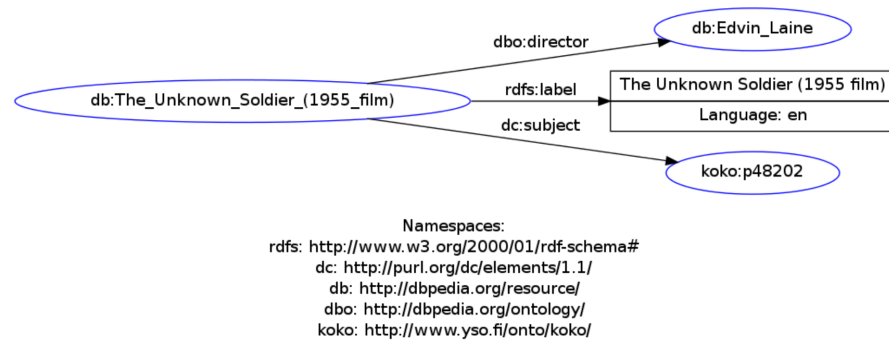 db:Edvin_Laine
dbo:director
The Unknown Soldier (1955 film)
rdfs:label
db:The_Unknown_Soldier_(1955_film)
Language: en
dc:subject
koko:p48202
Namespaces:
rdfs: http://www.w3.org/2000/01/rdf-schema#
dc: http://purl.org/dc/elements/1.1/
db: http://dbpedia.org/resource/
dbo: http://dbpedia.org/ontology/
koko: http://www.yso.fi/onto/koko/